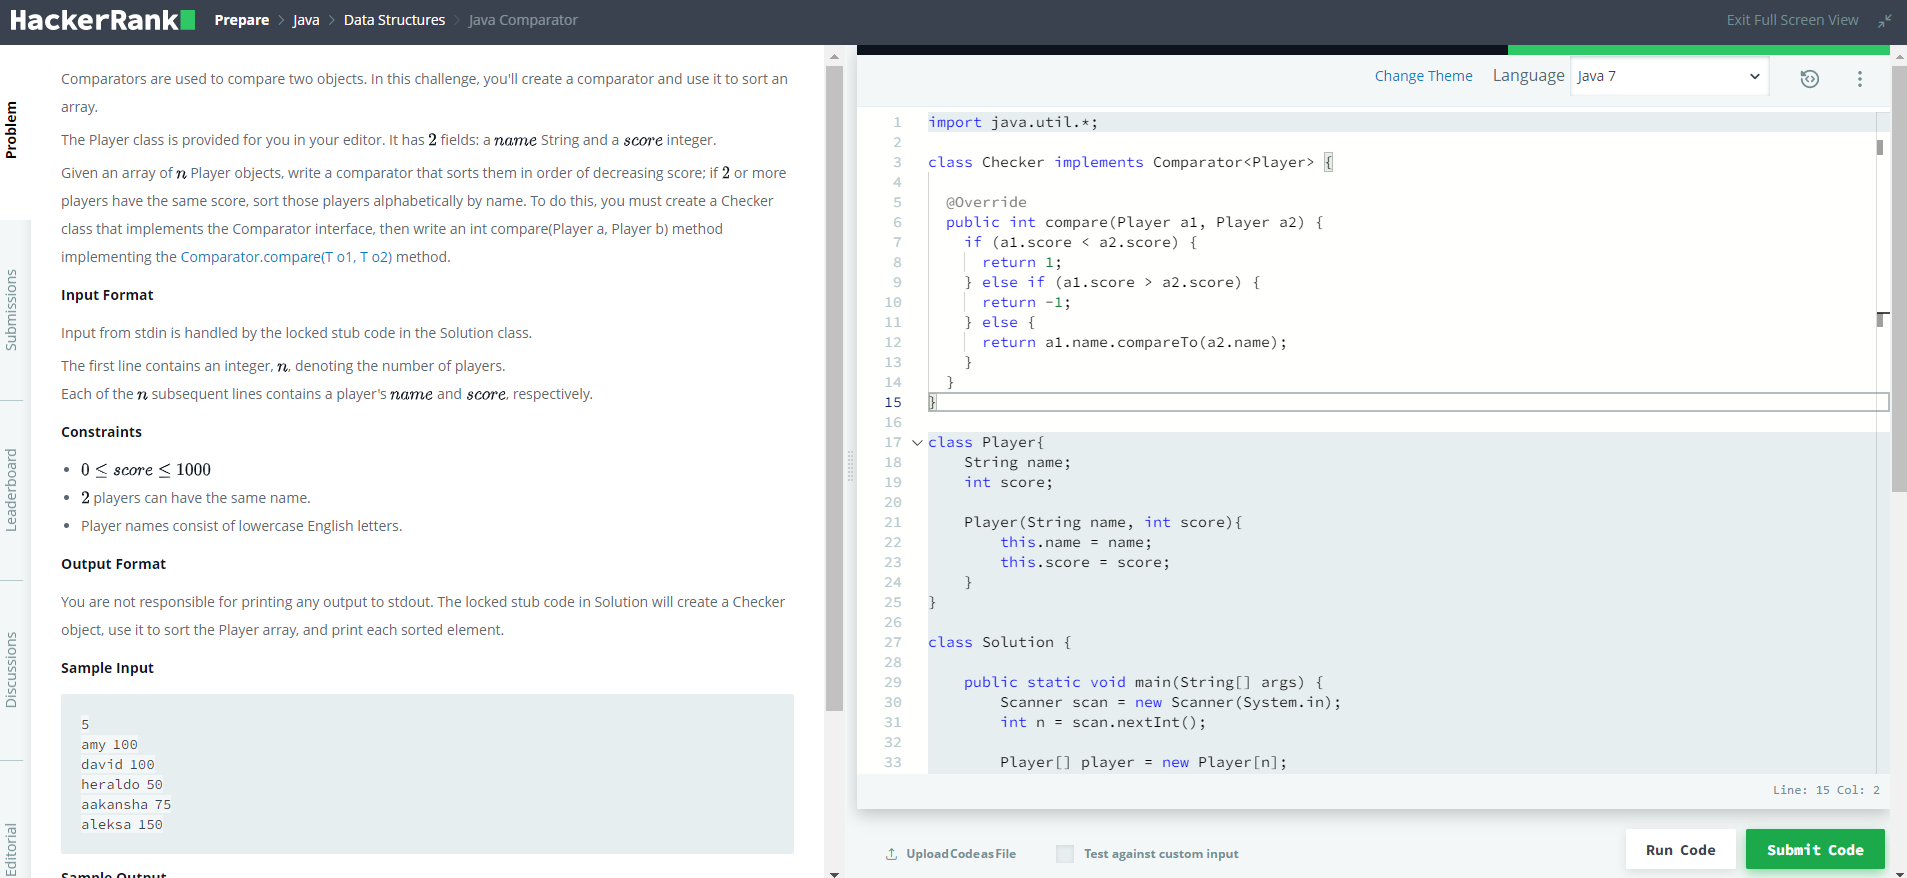 HackerRank Prepare > Java > Data Structures > Java Comparator Exit Full Screen View
Problem
Submissions
Leaderboard
Discussions
Editorial
Comparators are used to compare two objects. In this challenge, you'll create a comparator and use it to sort an
array.
The Player class is provided for you in your editor. It has 2 fields: a name String and a score integer.
Given an array of n Player objects, write a comparator that sorts them in order of decreasing score; if 2 or more
players have the same score, sort those players alphabetically by name. To do this, you must create a Checker
class that implements the Comparator interface, then write an int compare(Player a, Player b) method
implementing the Comparator.compare(T o1, T o2) method.
Input Format
Input from stdin is handled by the locked stub code in the Solution class.
The first line contains an integer, n, denoting the number of players.
Each of the n subsequent lines contains a player's name and score, respectively.
Constraints
• 0 ≤ score ≤ 1000
• 2 players can have the same name.
• Player names consist of lowercase English letters.
Output Format
You are not responsible for printing any output to stdout. The locked stub code in Solution will create a Checker
object, use it to sort the Player array, and print each sorted element.
Sample Input
5
amy 100
david 100
heraldo 50
aakansha 75
aleksa 150
Sample Output
Change Theme Language Java 7
1 import java.util.*;
2
3 class Checker implements Comparator<Player> {
4
5 @Override
6 public int compare(Player a1, Player a2) {
7 if (a1.score < a2.score) {
8 return 1;
9 } else if (a1.score > a2.score) {
10 return -1;
11 } else {
12 return a1.name.compareTo(a2.name);
13 }
14 }
15 }
16
17 class Player{
18 String name;
19 int score;
20
21 Player(String name, int score){
22 this.name = name;
23 this.score = score;
24 }
25 }
26
27 class Solution {
28
29 public static void main(String[] args) {
30 Scanner scan = new Scanner(System.in);
31 int n = scan.nextInt();
32
33 Player[] player = new Player[n];
Line: 15 Col: 2
Upload Code as File Test against custom input Run Code Submit Code